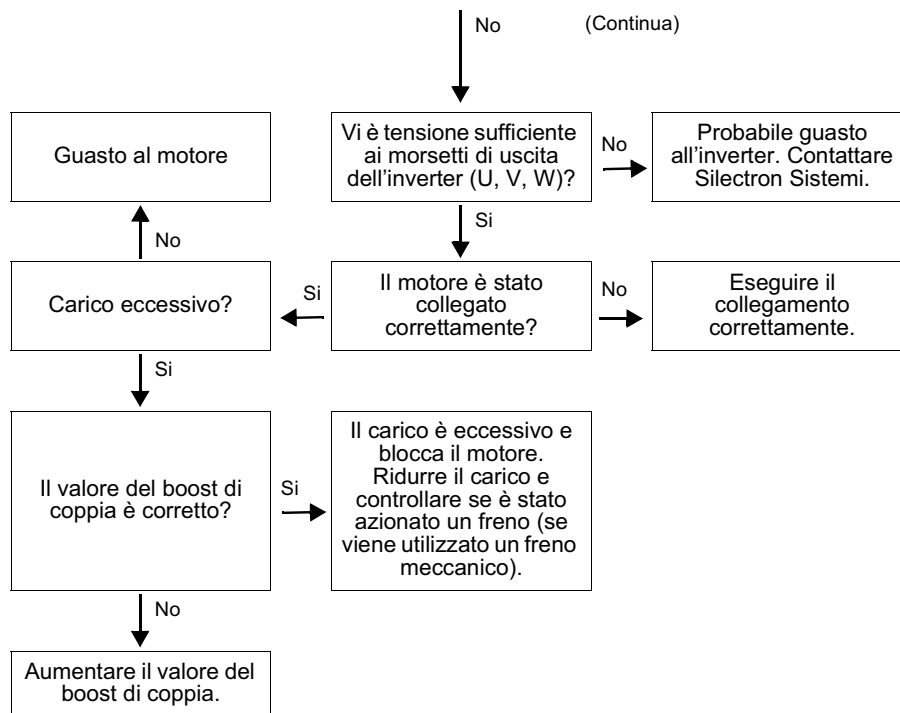 No
(Continua)
Guasto al motore
Vi è tensione sufficiente
ai morsetti di uscita
dell'inverter (U, V, W)?
No
Probabile guasto
all'inverter. Contattare
Silectron Sistemi.
No
Si
Carico eccessivo?
Si
Il motore è stato
collegato
correttamente?
No
Eseguire il
collegamento
correttamente.
Si
Il valore del boost di
coppia è corretto?
Si
Il carico è eccessivo e
blocca il motore.
Ridurre il carico e
controllare se è stato
azionato un freno (se
viene utilizzato un freno
meccanico).
No
Aumentare il valore del
boost di coppia.